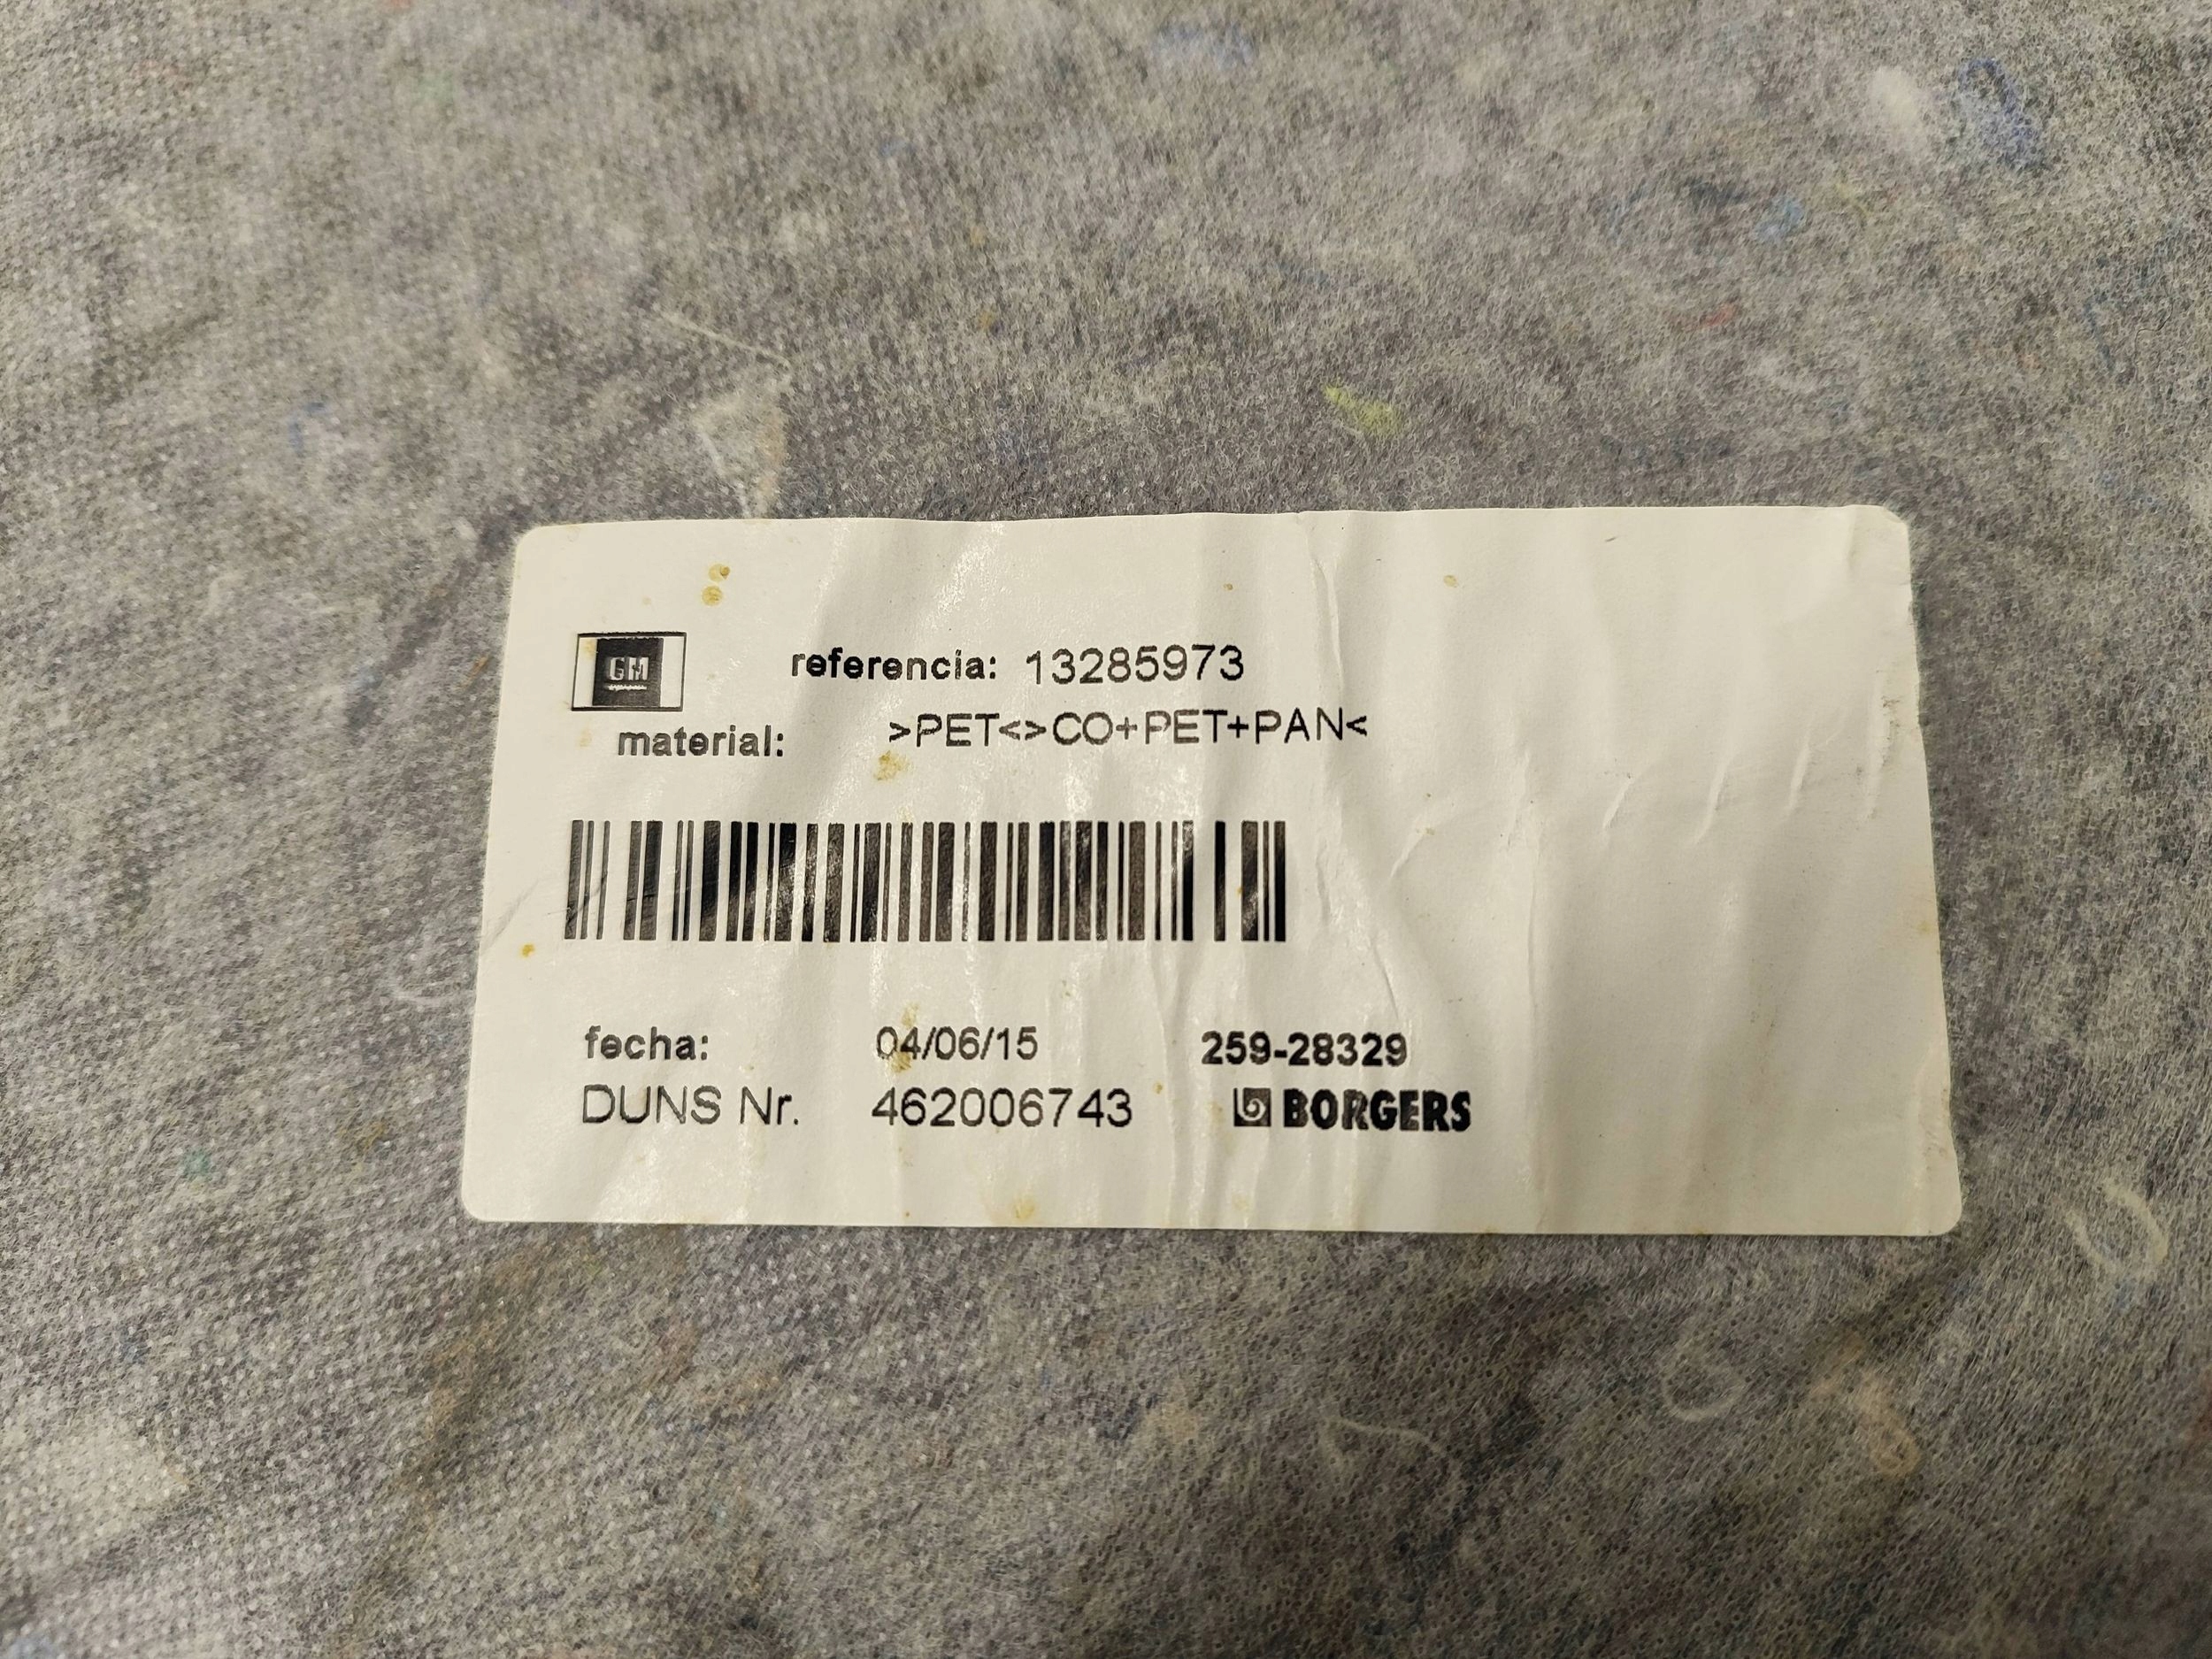 GM
referencia: 13285973
material: >PET<>CO+PET+PAN<
fecha: 04/06/15 259-28329
DUNS Nr. 462006743 BORGERS